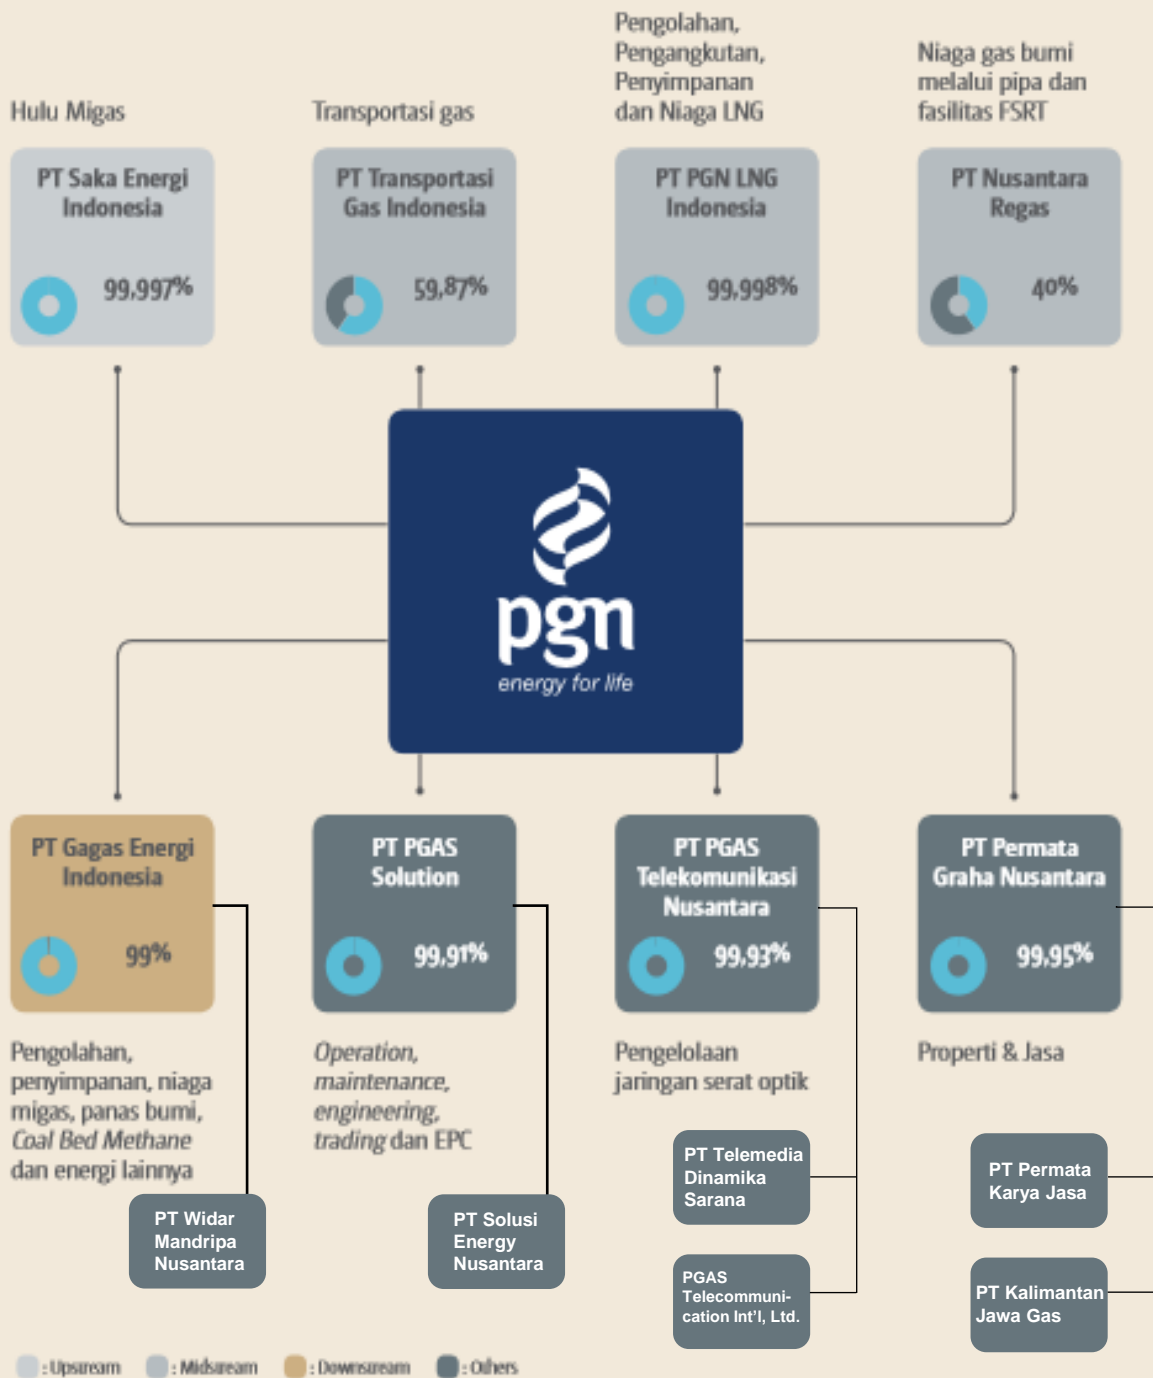 Hulu Migas
Transportasi gas
Pengolahan,
Pengangkutan,
Penyimpanan
dan Niaga LNG
Niaga gas bumi
melalui pipa dan
fasilitas FSRT
PT Saka Energi
Indonesia
99,997%
PT Transportasi
Gas Indonesia
59,87%
PT PGN LNG
Indonesia
99,998%
PT Nusantara
Regas
40%
pgn
energy for life
PT Gagas Energi
Indonesia
99%
PT PGAS
Solution
99,91%
PT PGAS
Telekomunikasi
Nusantara
99,93%
PT Permata
Graha Nusantara
99,95%
Pengolahan,
penyimpanan, niaga
migas, panas bumi,
Coal Bed Methane
dan energi lainnya
Operation,
maintenance,
engineering,
trading dan EPC
Pengelolaan
jaringan serat optik
Properti & Jasa
PT Widar
Mandripa
Nusantara
PT Solusi
Energy
Nusantara
PT Telemedia
Dinamika
Sarana
PGAS
Telecommuni-
cation Int'l, Ltd.
PT Permata
Karya Jasa
PT Kalimantan
Jawa Gas
: Upstream : Midstream : Downstream : Others